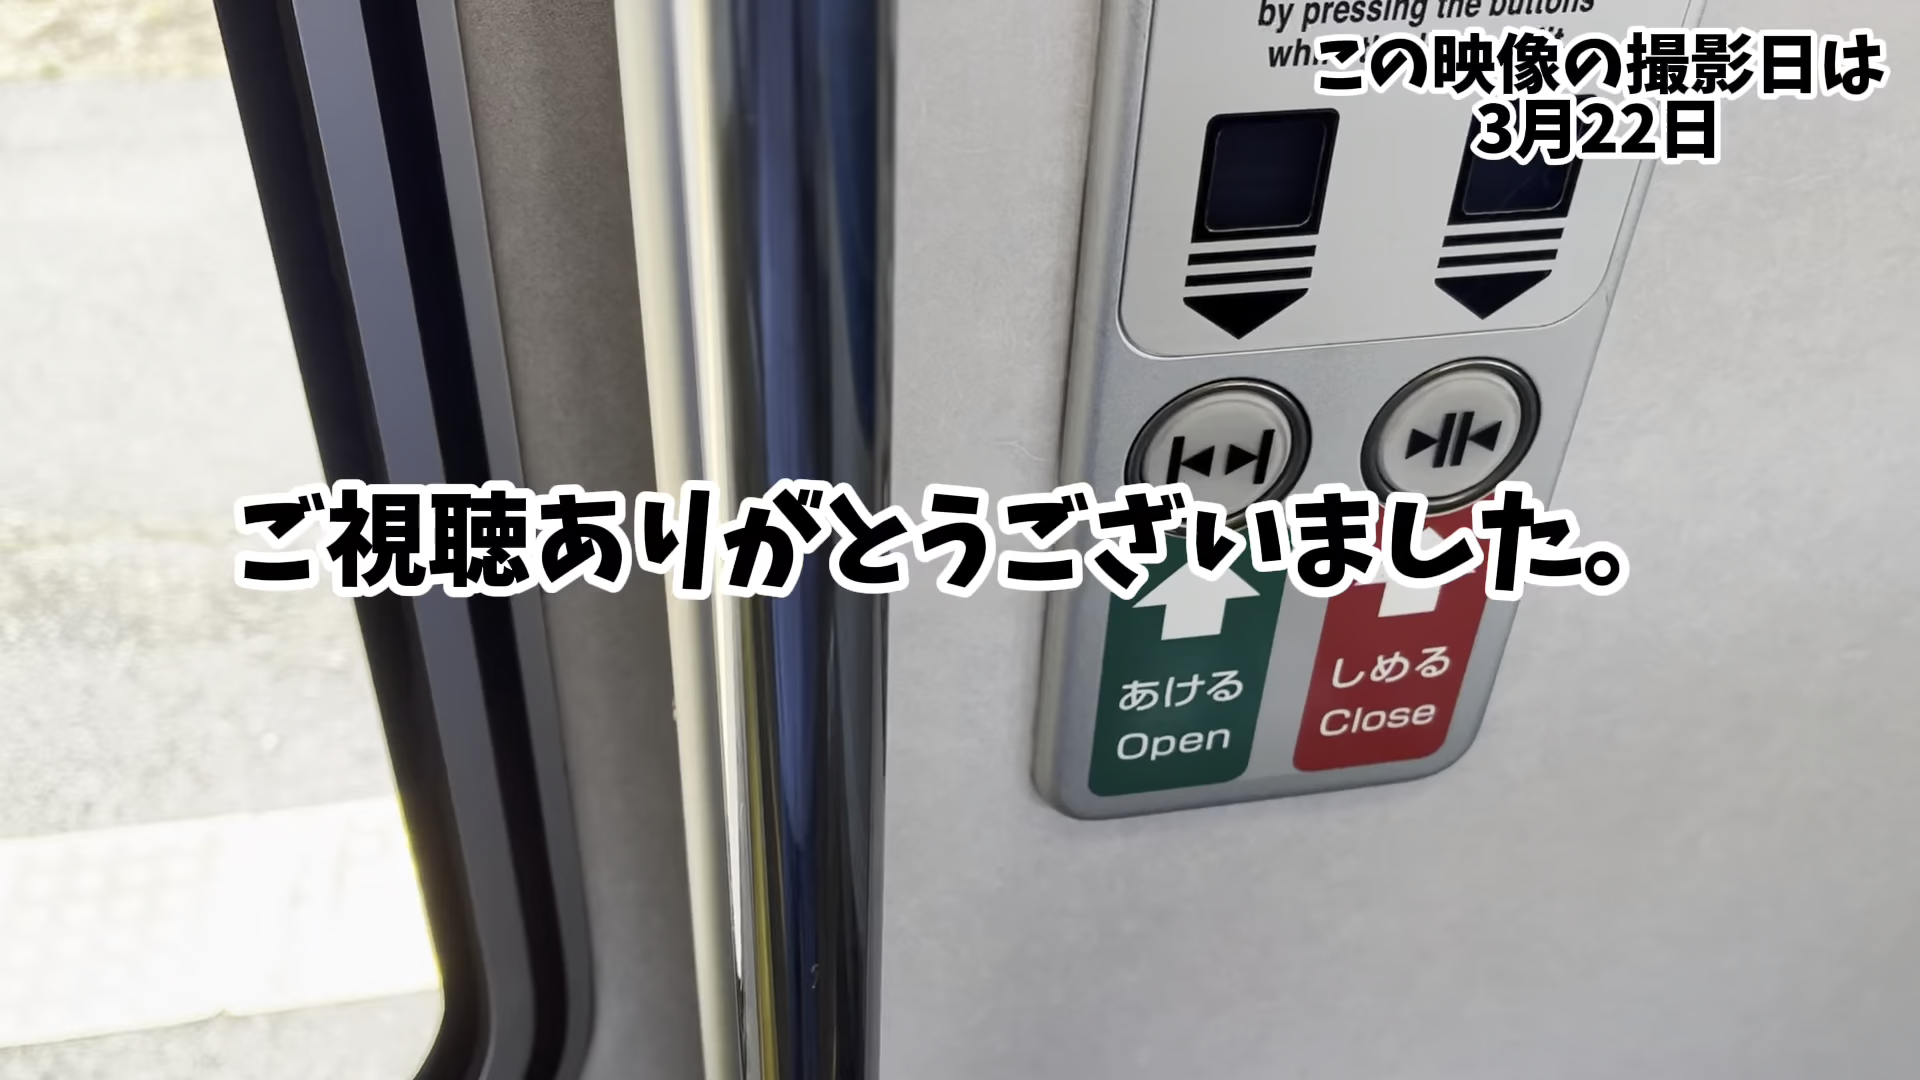 by pressing the buttons
この映像の撮影日は
3月22日
ご視聴ありがとうございました。
あける
Open
しめる
Close